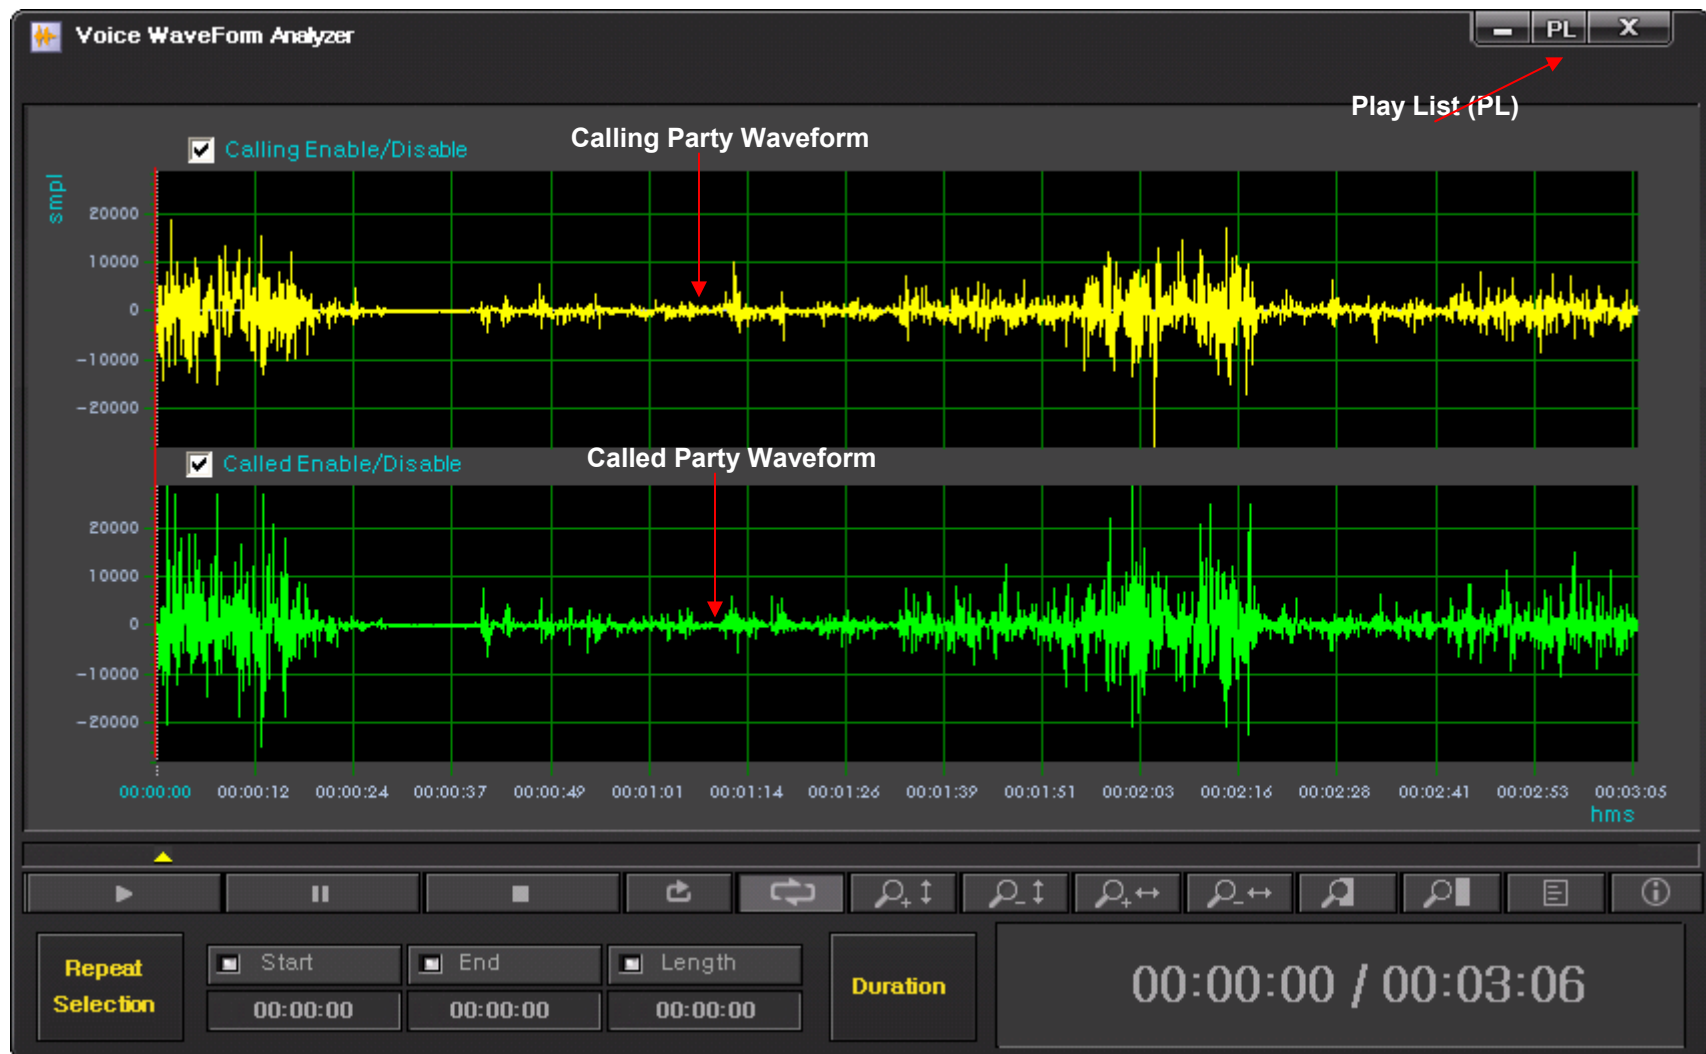 Voice WaveForm Analyzer
PL
X
Play List (PL)
Calling Enable/Disable
Calling Party Waveform
smpl
20000
10000
0
-10000
-20000
Called Enable/Disable
Called Party Waveform
20000
10000
0
-10000
-20000
00:00:00 00:00:12 00:00:24 00:00:37 00:00:49 00:01:01 00:01:14 00:01:26 00:01:39 00:01:51 00:02:03 00:02:16 00:02:28 00:02:41 00:02:53 00:03:05
hms
Repeat
Selection
Start End Length
00:00:00 00:00:00 00:00:00
Duration
00:00:00 / 00:03:06